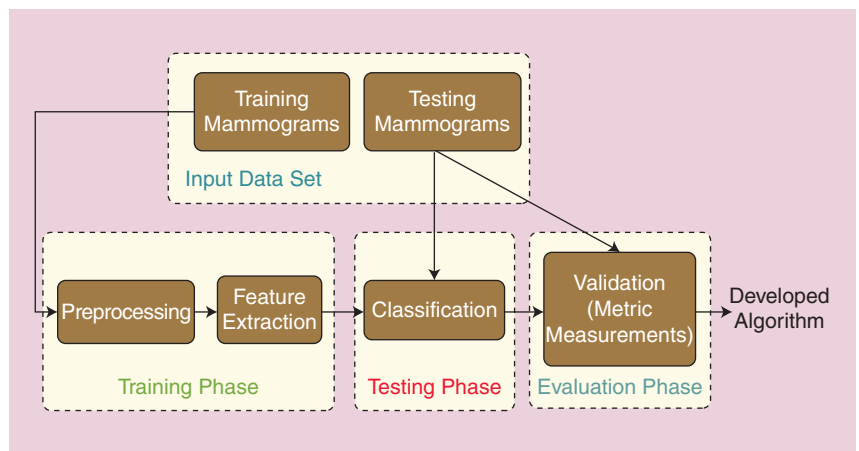 Training
Mammograms
Testing
Mammograms
Input Data Set
Preprocessing
Feature
Extraction
Training Phase
Classification
Testing Phase
Validation
(Metric
Measurements)
Evaluation Phase
Developed
Algorithm